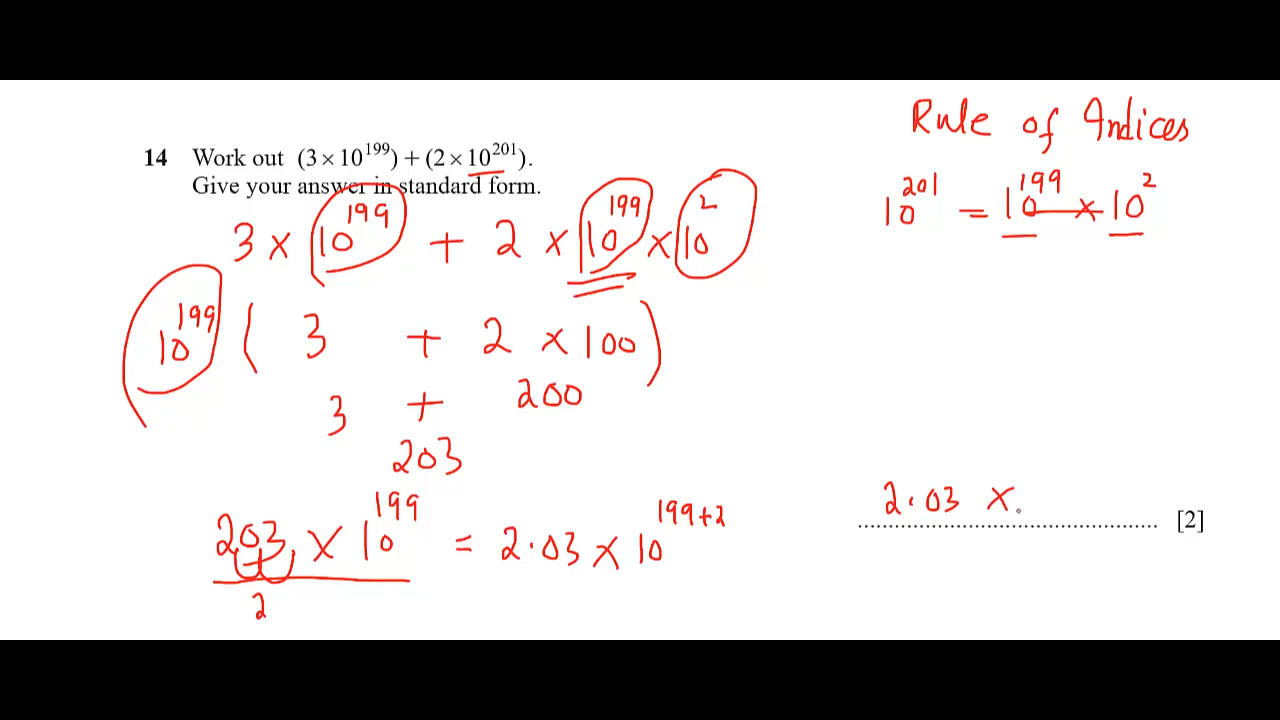 Rule of Indices
14 Work out (3 × 10^199) + (2 × 10^201).
Give your answer in standard form.
10^201 = 10^199 × 10^2
3 × 10^199 + 2 × 10^199 × 10^2
10^199 ( 3 + 2 × 100 )
3 + 200
203
203 × 10^199 = 2.03 × 10^199+2
2
2.03 ×
[2]